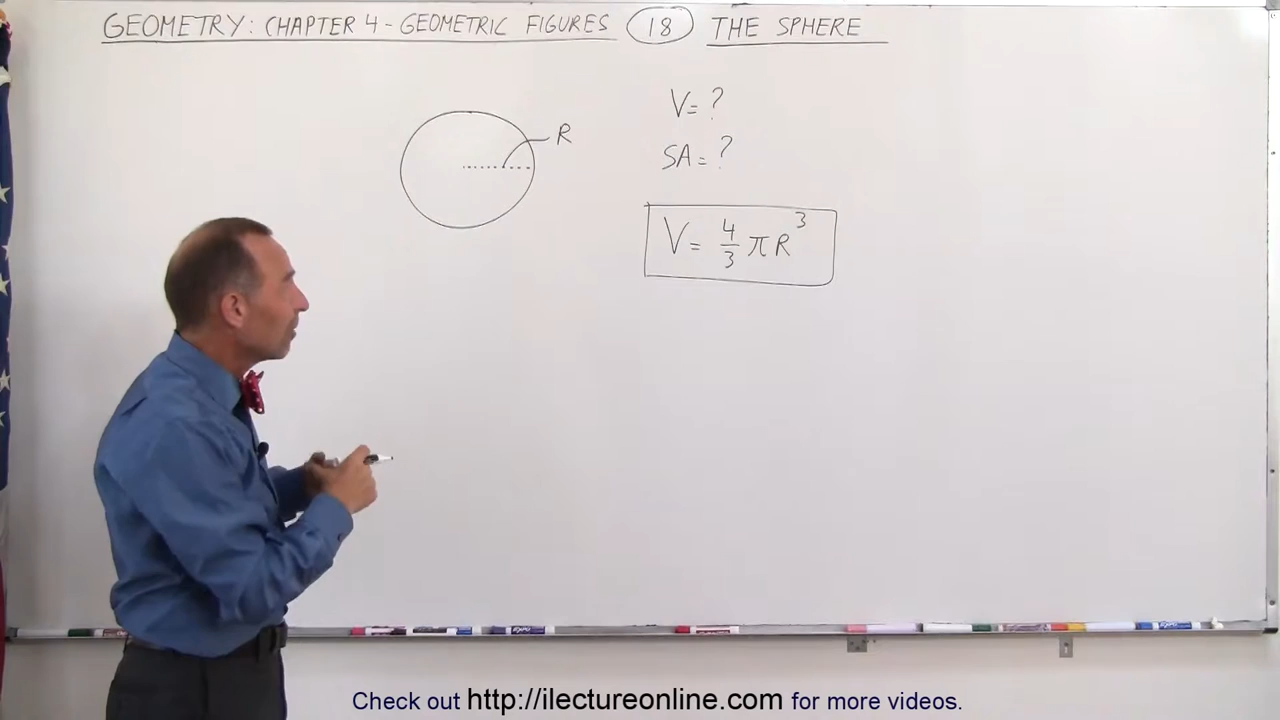 GEOMETRY: CHAPTER 4 - GEOMETRIC FIGURES 18 THE SPHERE
R
V = ?
SA = ?
V = 4/3 π R³
Check out http://ilectureonline.com for more videos.